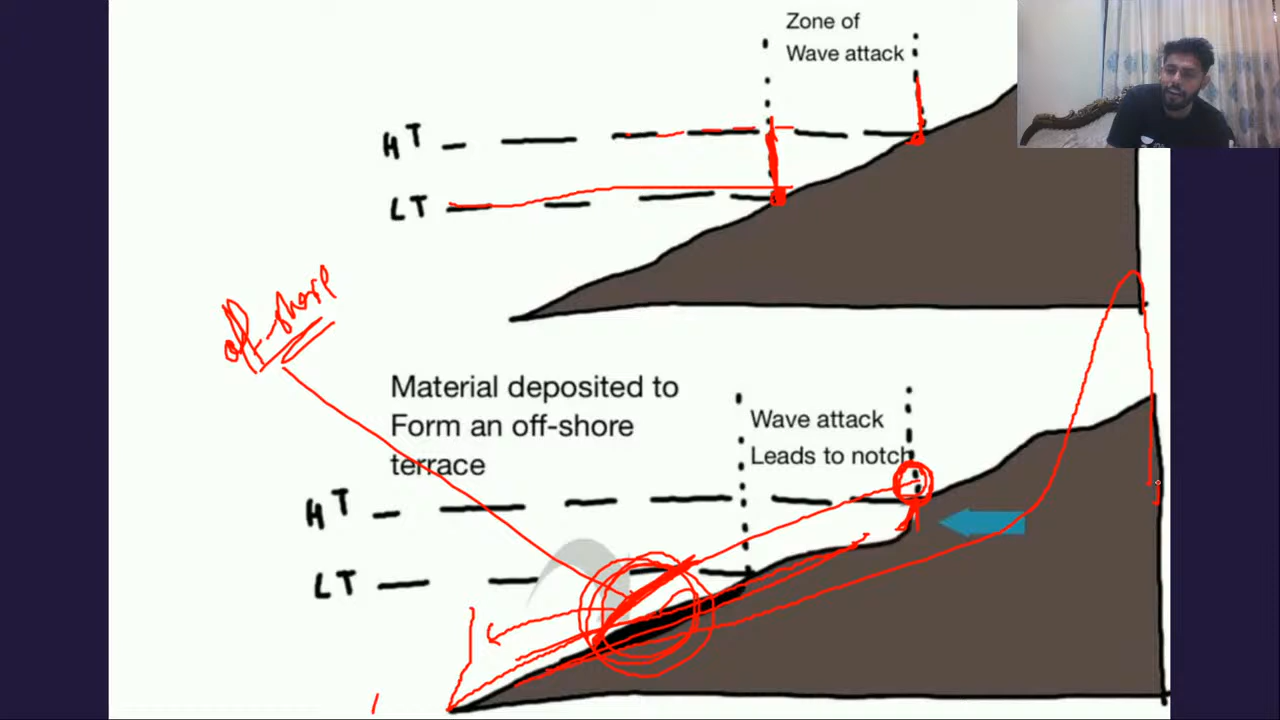 Zone of
Wave attack
HT
LT
off-shore
Material deposited to
Form an off-shore
terrace
Wave attack
Leads to notch
HT
LT